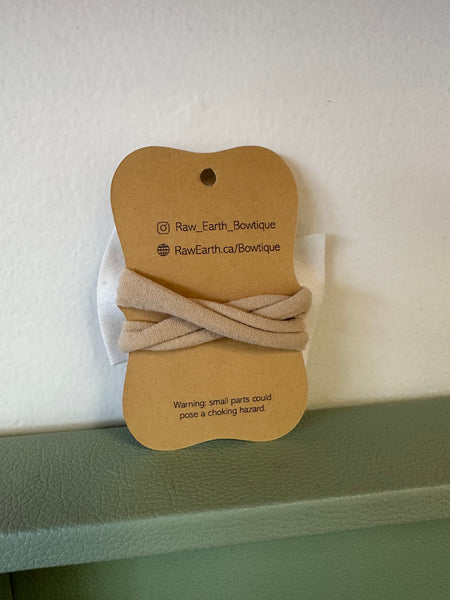 Raw_Earth_Bowtique
RawEarth.ca/Bowtique
Warning: small parts could
pose a choking hazard.